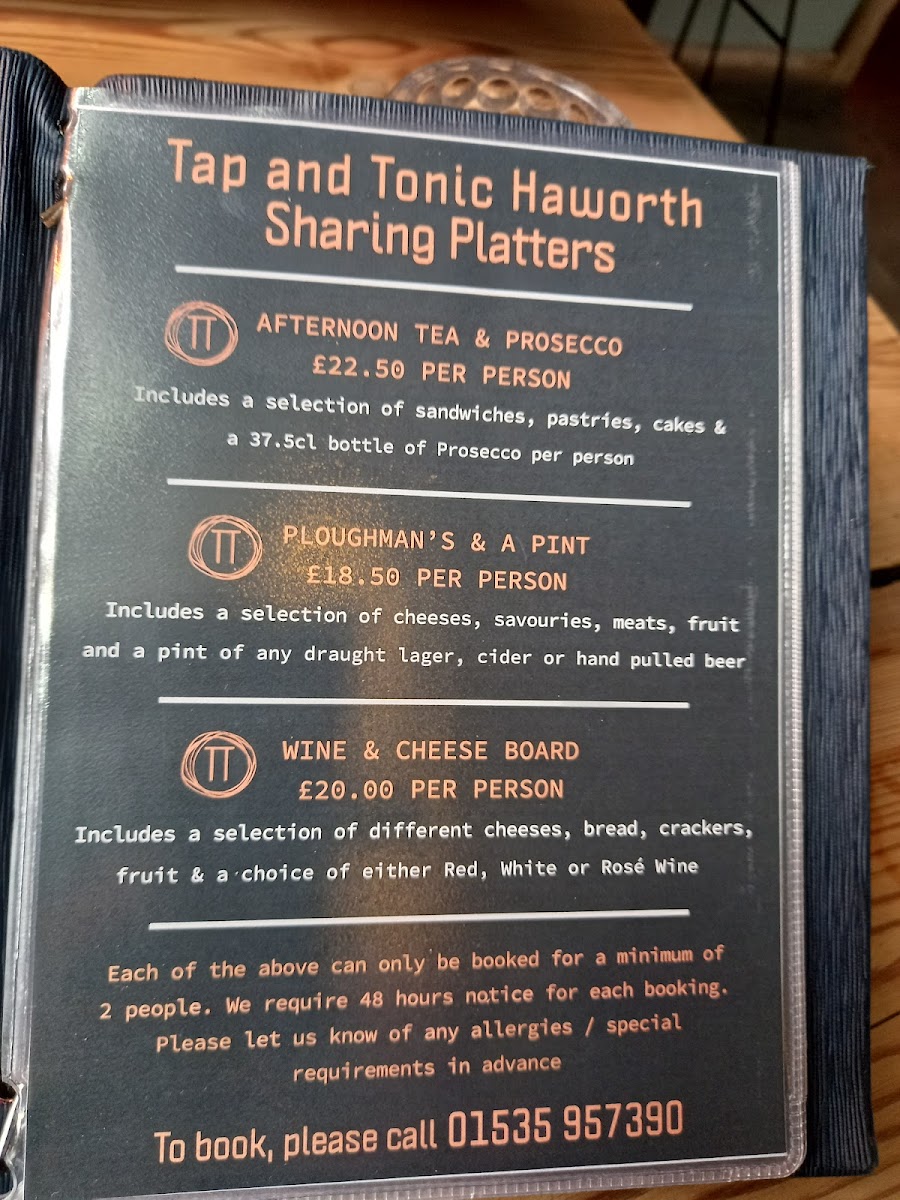 Tap and Tonic Haworth
Sharing Platters
TT AFTERNOON TEA & PROSECCO
£22.50 PER PERSON
Includes a selection of sandwiches, pastries, cakes &
a 37.5cl bottle of Prosecco per person
TT PLOUGHMAN'S & A PINT
£18.50 PER PERSON
Includes a selection of cheeses, savouries, meats, fruit
and a pint of any draught lager, cider or hand pulled beer
TT WINE & CHEESE BOARD
£20.00 PER PERSON
Includes a selection of different cheeses, bread, crackers,
fruit & a choice of either Red, White or Rosé Wine
Each of the above can only be booked for a minimum of
2 people. We require 48 hours notice for each booking.
Please let us know of any allergies / special
requirements in advance
To book, please call 01535 957390